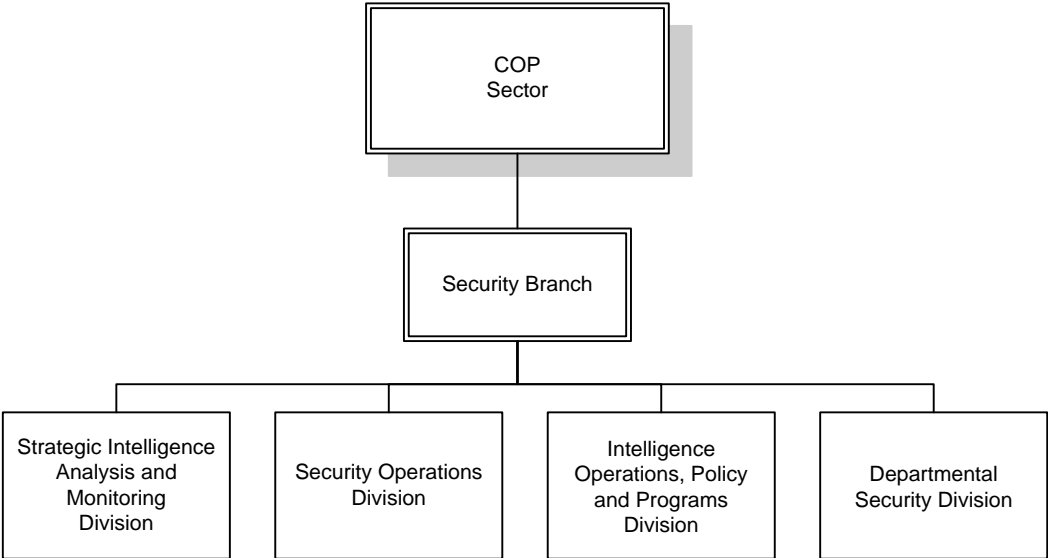 COP
Sector
Security Branch
Strategic Intelligence
Analysis and
Monitoring
Division
Security Operations
Division
Intelligence
Operations, Policy
and Programs
Division
Departmental
Security Division